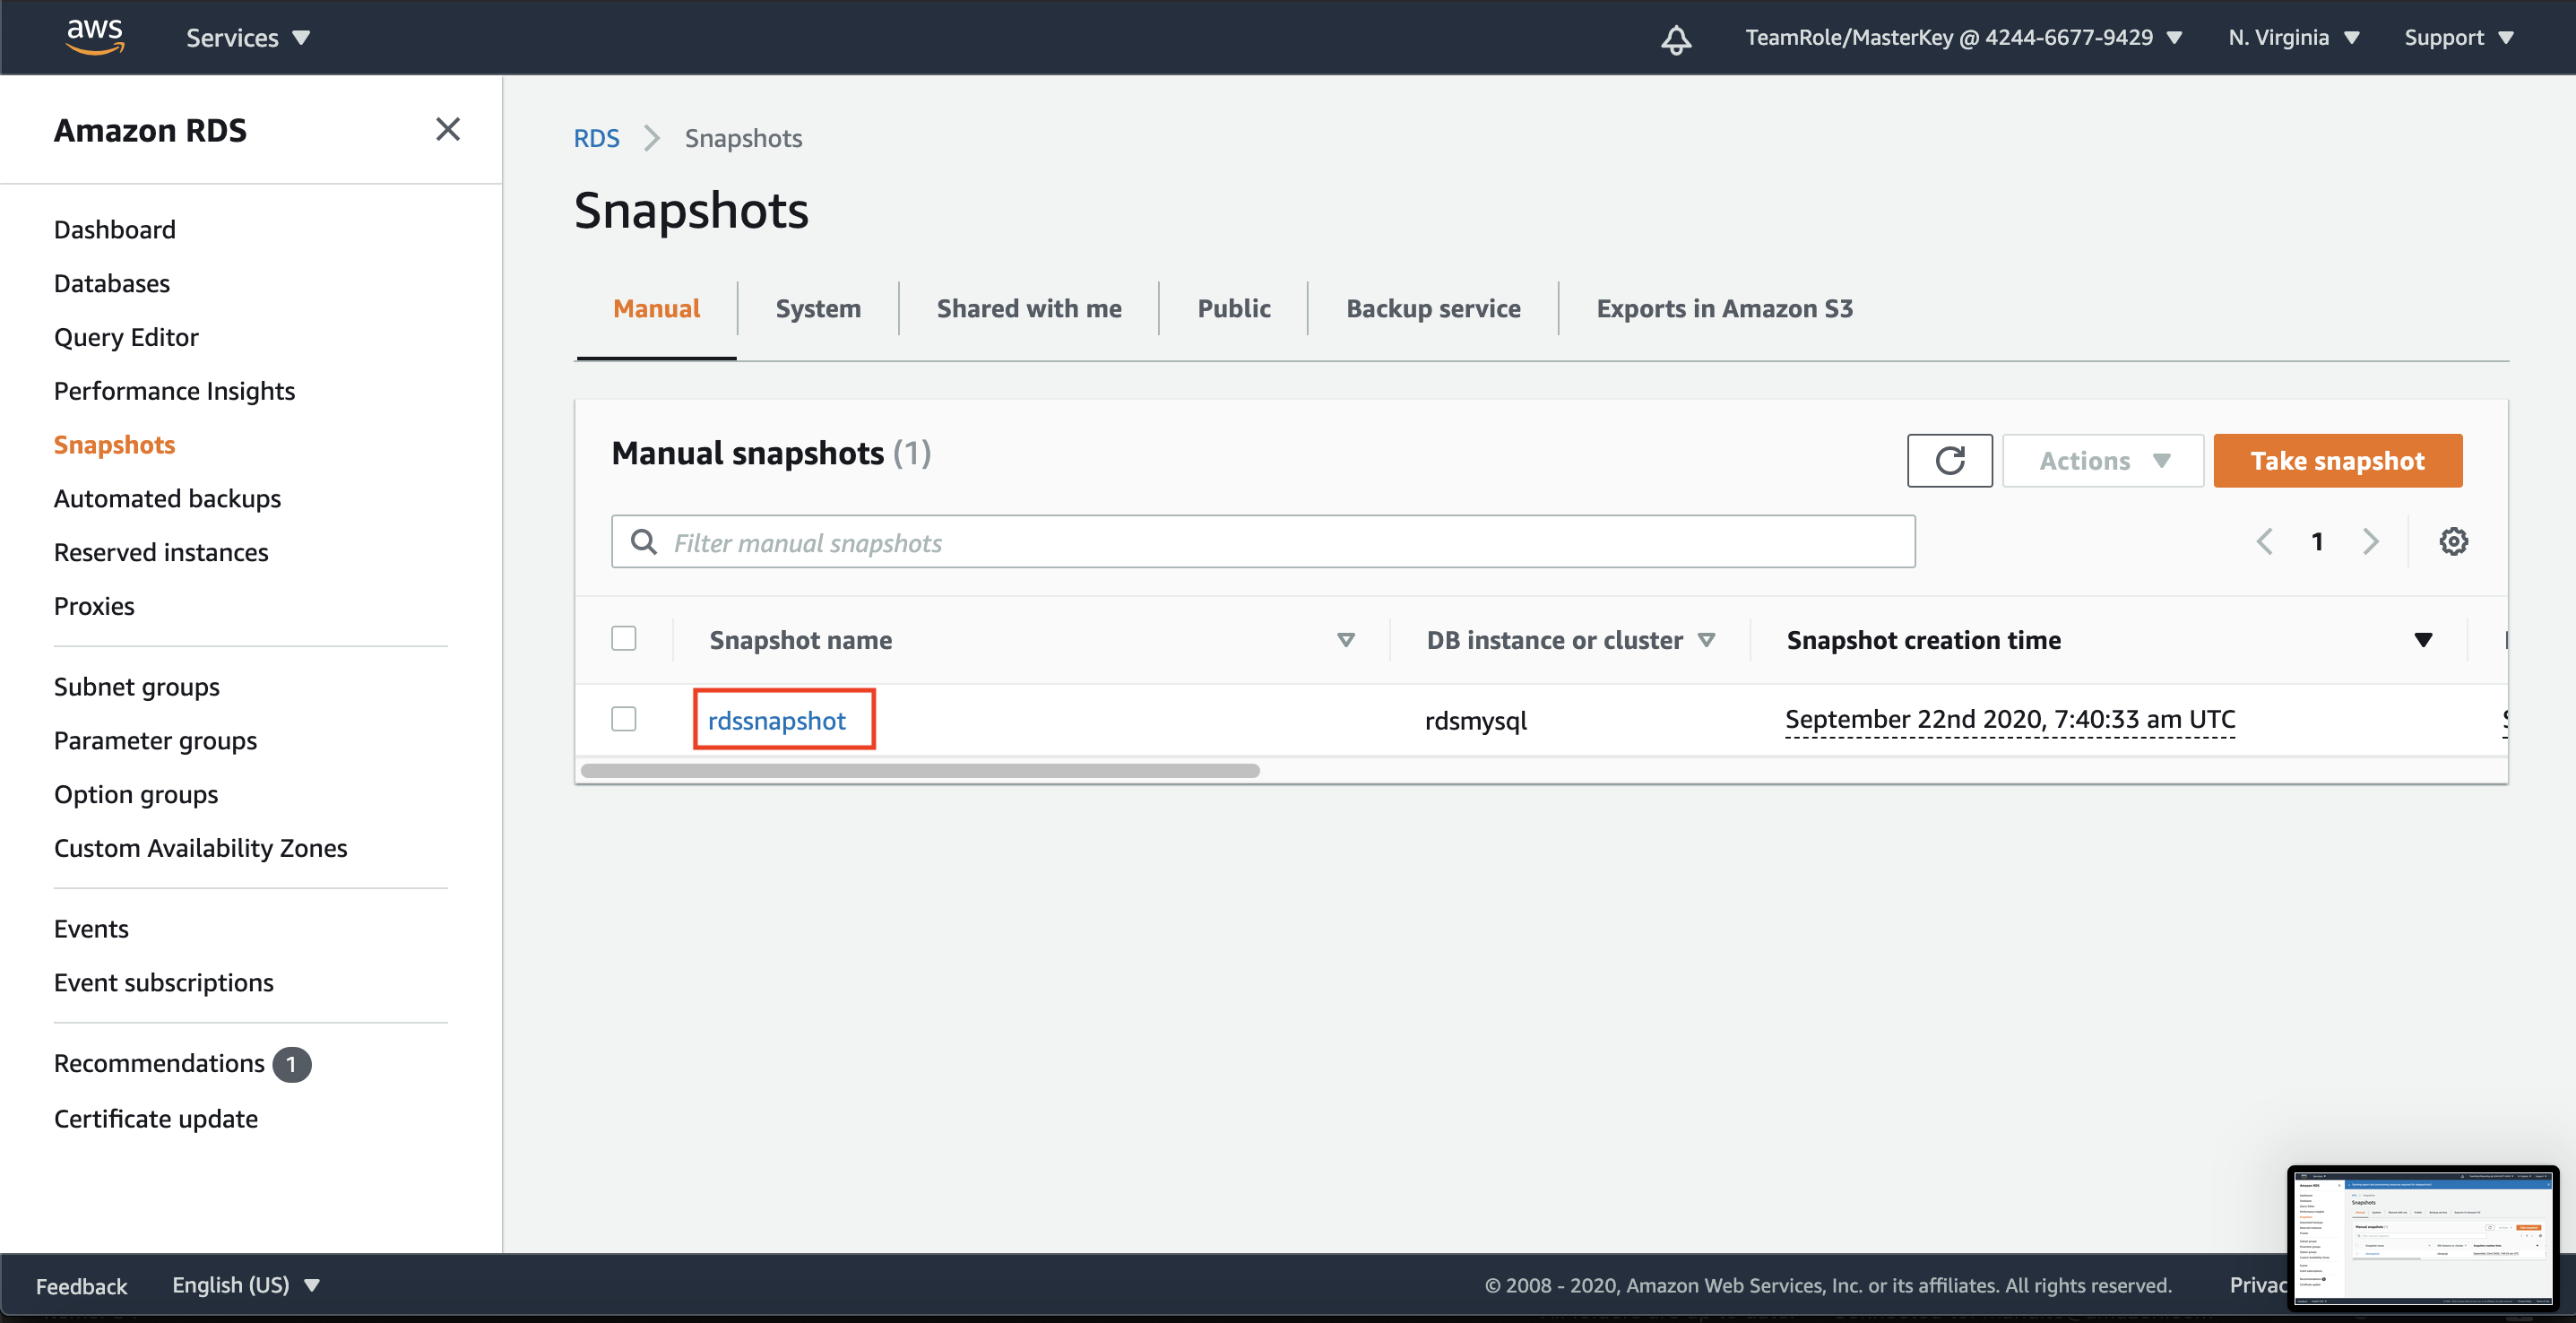 aws
Services
TeamRole/MasterKey @ 4244-6677-9429
N. Virginia
Support
Amazon RDS
Dashboard
Databases
Query Editor
Performance Insights
Snapshots
Automated backups
Reserved instances
Proxies
Subnet groups
Parameter groups
Option groups
Custom Availability Zones
Events
Event subscriptions
Recommendations 1
Certificate update
RDS Snapshots
Snapshots
Manual System Shared with me Public Backup service Exports in Amazon S3
Manual snapshots (1)
Actions
Take snapshot
Filter manual snapshots
1
Snapshot name DB instance or cluster Snapshot creation time
rdssnapshot rdsmysql September 22nd 2020, 7:40:33 am UTC
Feedback English (US) © 2008 - 2020, Amazon Web Services, Inc. or its affiliates. All rights reserved. Privac